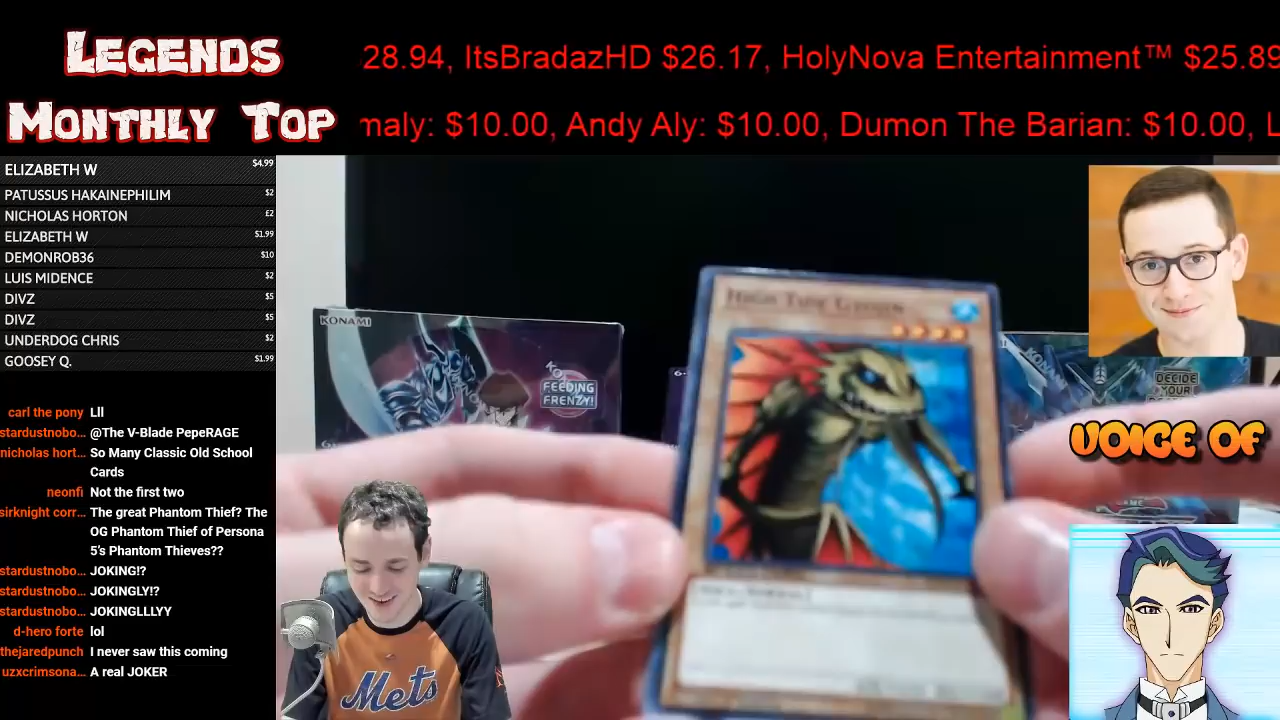 LEGENDS
28.94, ItsBradazHD $26.17, HolyNova Entertainment™ $25.89
MONTHLY TOP
maly: $10.00, Andy Aly: $10.00, Dumon The Barian: $10.00, L
ELIZABETH W $4.99
PATUSSUS HAKAINEPHILIM $2
NICHOLAS HORTON £2
ELIZABETH W $1.99
DEMONROB36 $10
LUIS MIDENCE $2
DIVZ $5
DIVZ $5
UNDERDOG CHRIS $2
GOOSEY Q. $1.99
carl the pony Lll
stardustnobo… @The V-Blade PepeRAGE
nicholas hort… So Many Classic Old School
Cards
neonfi Not the first two
sirknight corr… The great Phantom Thief? The
OG Phantom Thief of Persona
5's Phantom Thieves??
stardustnobo… JOKING!?
stardustnobo… JOKINGLY!?
stardustnobo… JOKINGLLLYY
d-hero forte lol
thejaredpunch I never saw this coming
uzxcrimsona… A real JOKER
KONAMI
FEEDING
FRENZY!
High Tide Gyojin
KONAMI
DECIDE
YOUR
VOICE OF
Mets